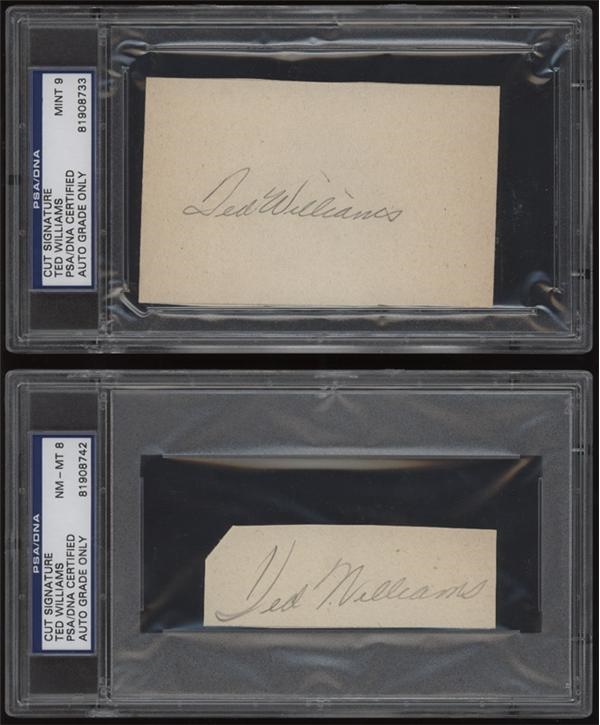 PSA/DNA
CUT SIGNATURE
TED WILLIAMS
PSA/DNA CERTIFIED
AUTO GRADE ONLY
MINT 9
81908733
Ted Williams
PSA/DNA
CUT SIGNATURE
TED WILLIAMS
PSA/DNA CERTIFIED
AUTO GRADE ONLY
NM-MT 8
81908742
Ted Williams